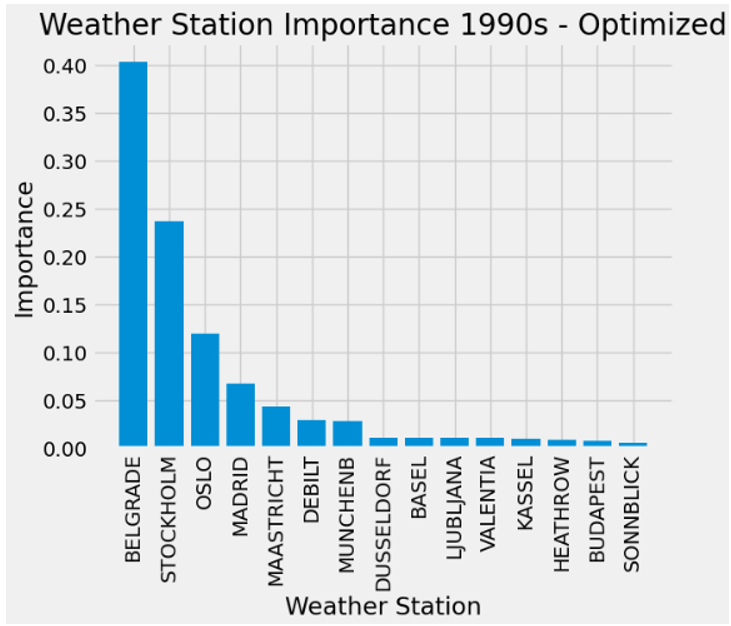 Weather Station Importance 1990s - Optimized
Importance
0.40
0.35
0.30
0.25
0.20
0.15
0.10
0.05
0.00
BELGRADE
STOCKHOLM
OSLO
MADRID
MAASTRICHT
DEBILT
MUNCHENB
DUSSELDORF
BASEL
LJUBLJANA
VALENTIA
KASSEL
HEATHROW
BUDAPEST
SONNBLICK
Weather Station